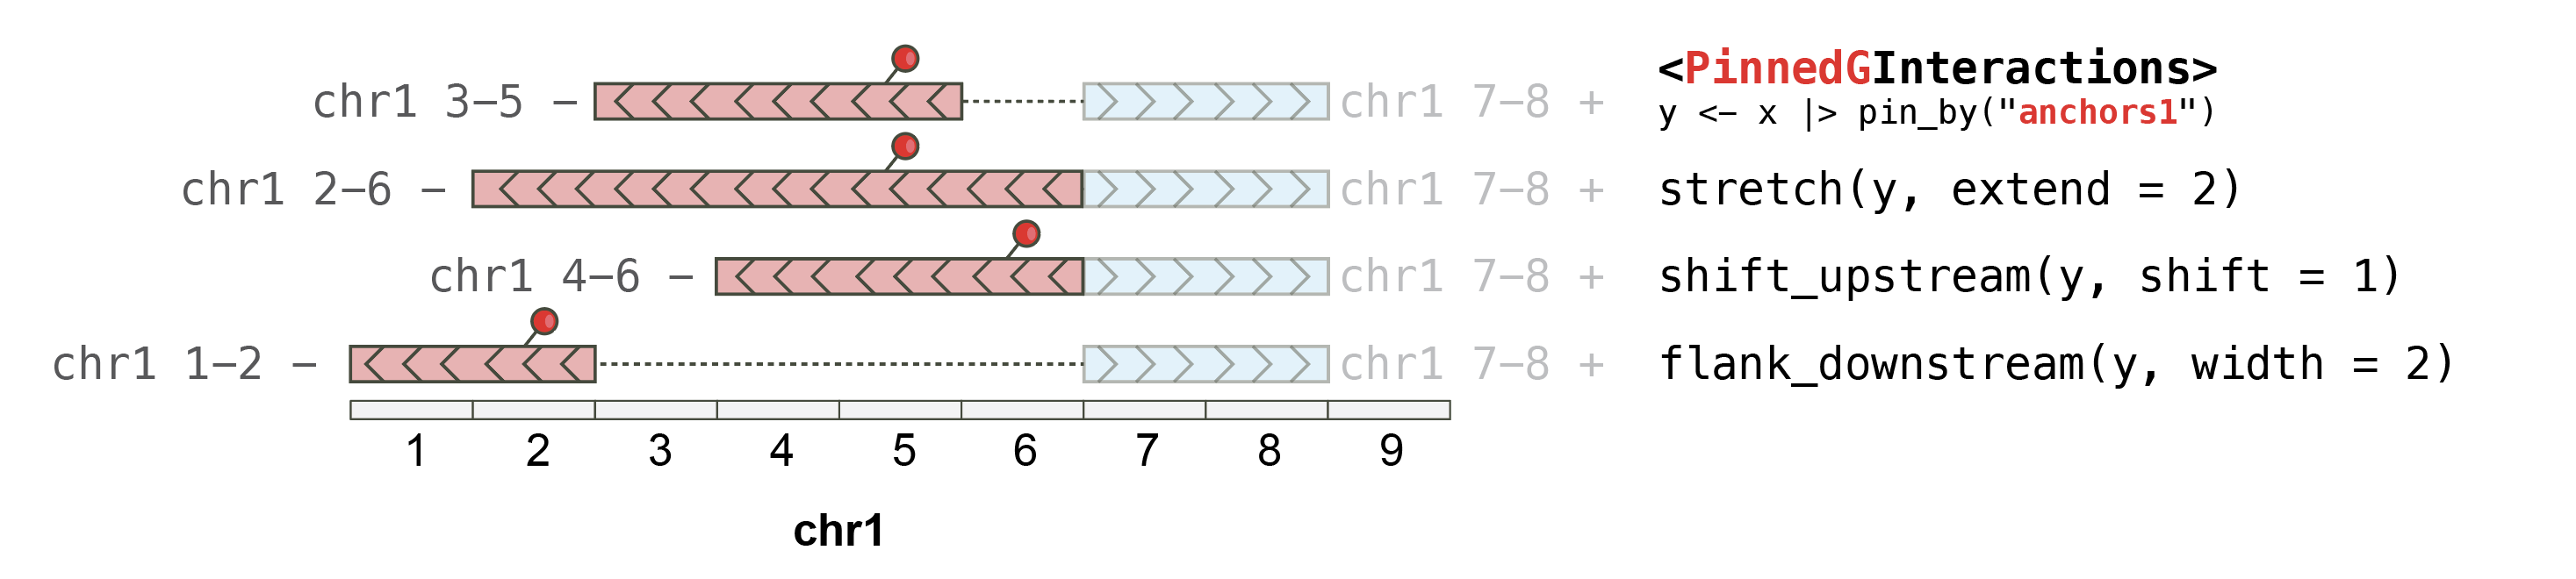 chr1 3–5 – chr1 7–8 + <PinnedGInteractions>
y <– x |> pin_by("anchors1")
chr1 2–6 – chr1 7–8 + stretch(y, extend = 2)
chr1 4–6 – chr1 7–8 + shift_upstream(y, shift = 1)
chr1 1–2 – chr1 7–8 + flank_downstream(y, width = 2)
1 2 3 4 5 6 7 8 9
chr1